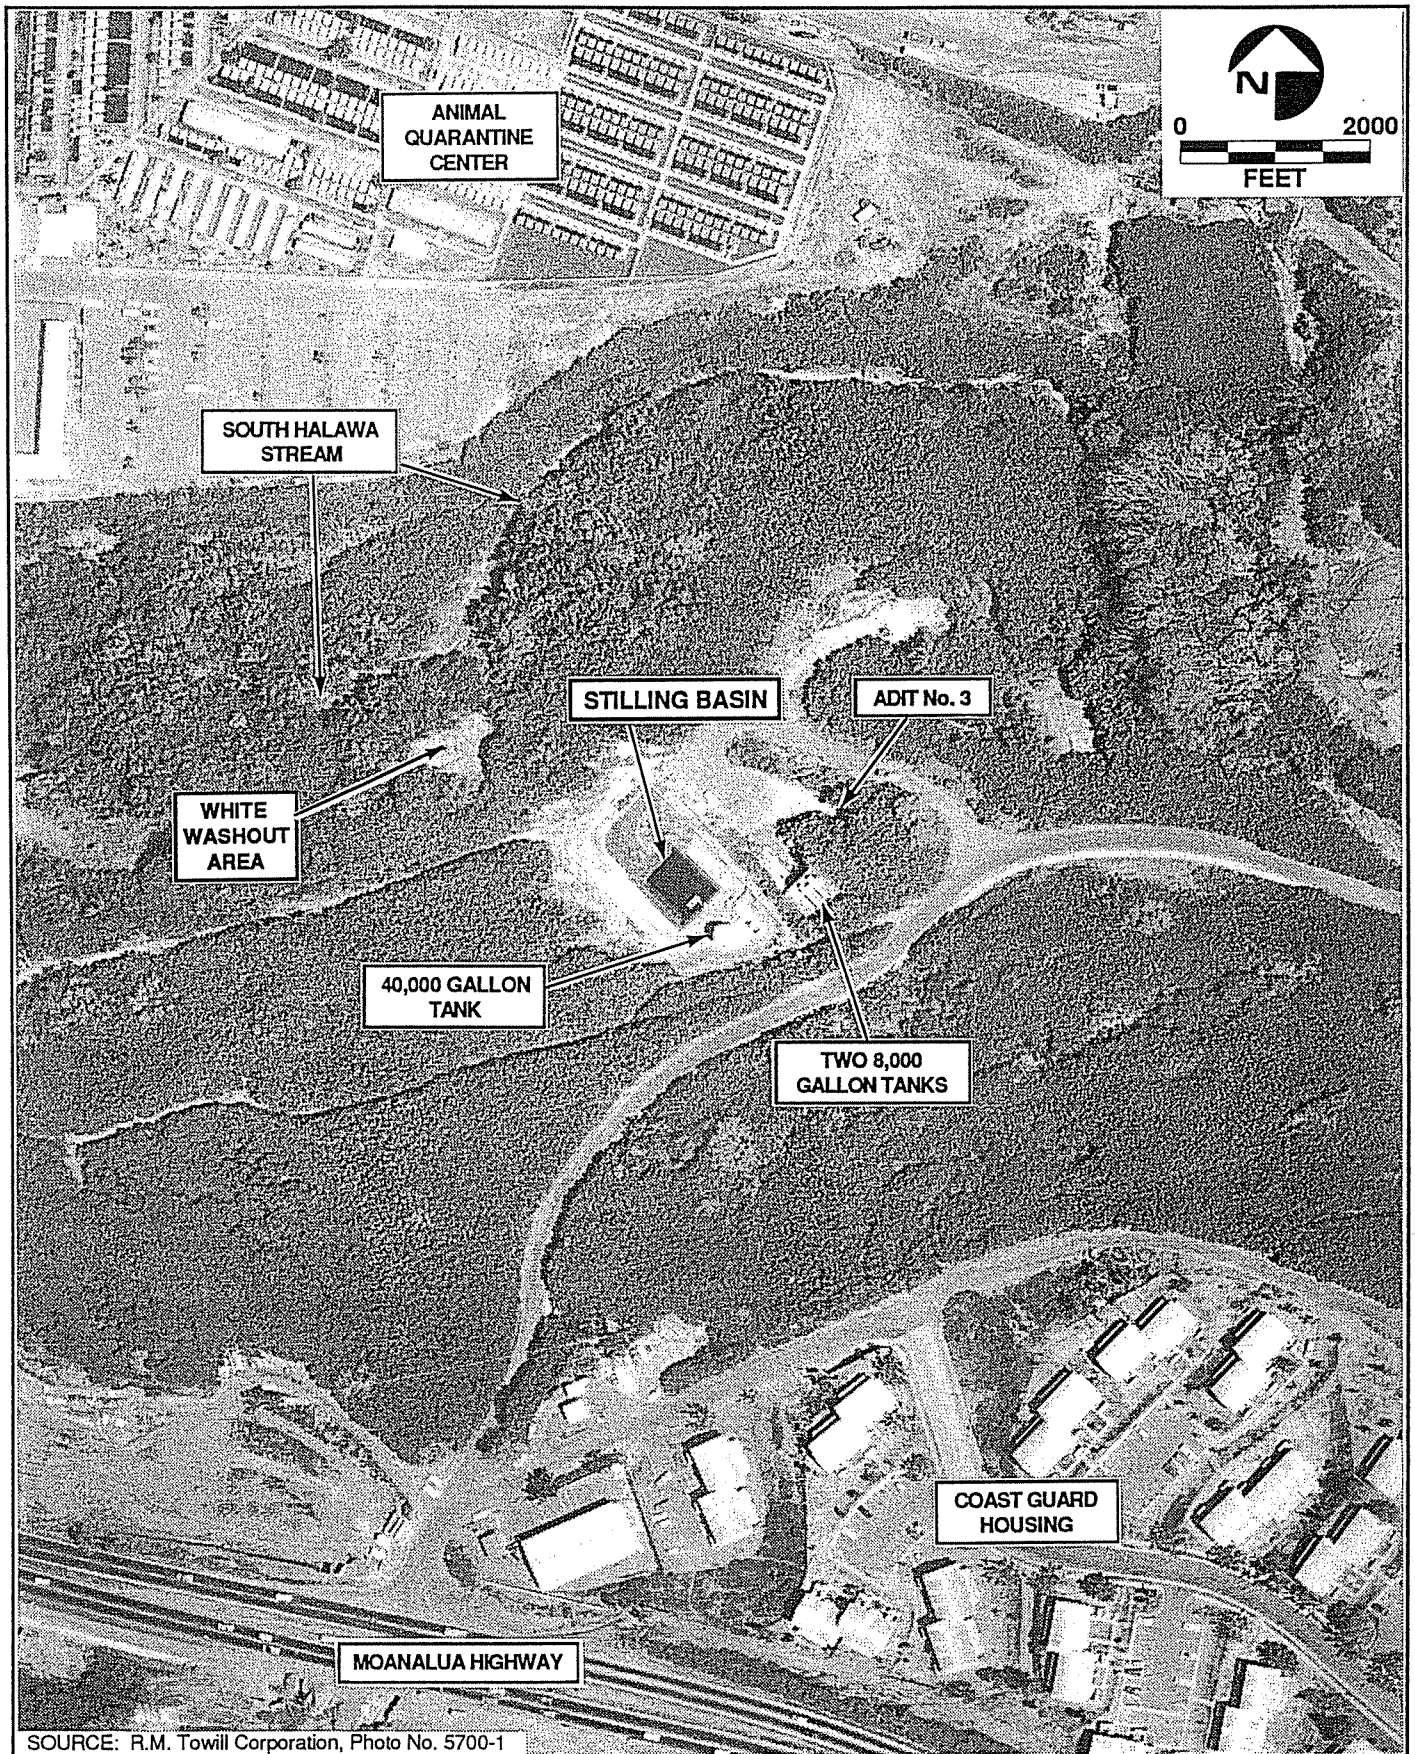 ANIMAL
QUARANTINE
CENTER
N
0 2000
FEET
SOUTH HALAWA
STREAM
STILLING BASIN
ADIT No. 3
WHITE
WASHOUT
AREA
40,000 GALLON
TANK
TWO 8,000
GALLON TANKS
COAST GUARD
HOUSING
MOANALUA HIGHWAY
SOURCE: R.M. Towill Corporation, Photo No. 5700-1